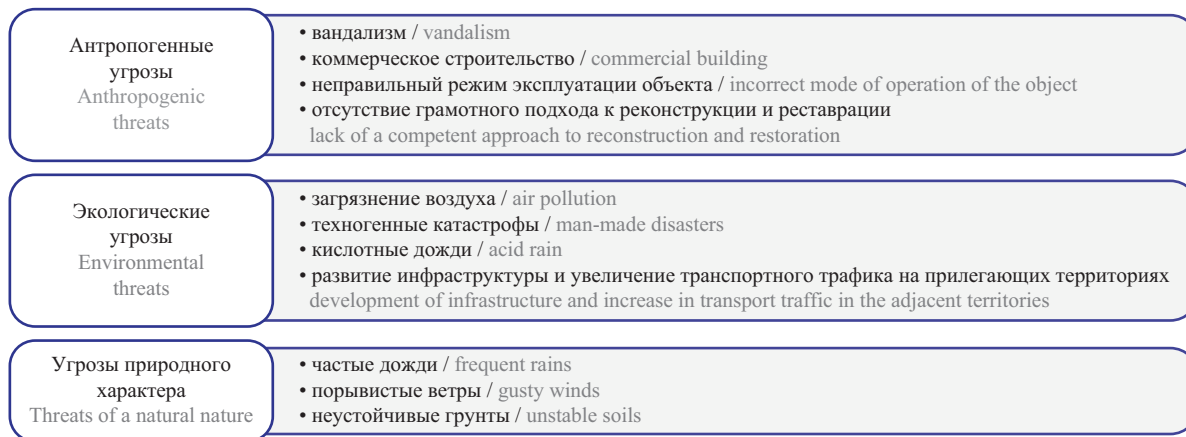 Антропогенные
угрозы
Anthropogenic
threats
• вандализм / vandalism
• коммерческое строительство / commercial building
• неправильный режим эксплуатации объекта / incorrect mode of operation of the object
• отсутствие грамотного подхода к реконструкции и реставрации
lack of a competent approach to reconstruction and restoration
Экологические
угрозы
Environmental
threats
• загрязнение воздуха / air pollution
• техногенные катастрофы / man-made disasters
• кислотные дожди / acid rain
• развитие инфраструктуры и увеличение транспортного трафика на прилегающих территориях
development of infrastructure and increase in transport traffic in the adjacent territories
Угрозы природного
характера
Threats of a natural nature
• частые дожди / frequent rains
• порывистые ветры / gusty winds
• неустойчивые грунты / unstable soils